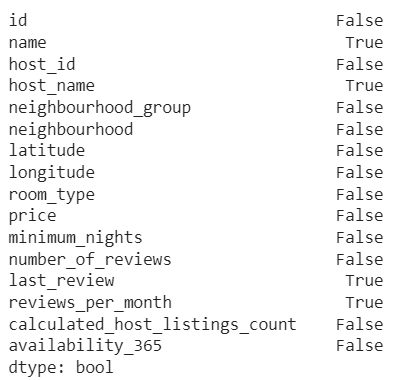 id False
name True
host_id False
host_name True
neighbourhood_group False
neighbourhood False
latitude False
longitude False
room_type False
price False
minimum_nights False
number_of_reviews False
last_review True
reviews_per_month True
calculated_host_listings_count False
availability_365 False
dtype: bool